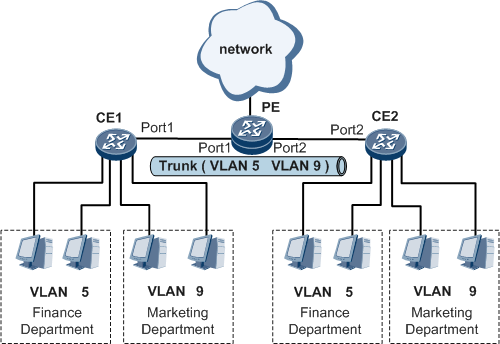 network
PE
CE1
CE2
Port1
Port2
Port1
Port2
Trunk ( VLAN 5 VLAN 9 )
VLAN 5
Finance
Department
VLAN 9
Marketing
Department
VLAN 5
Finance
Department
VLAN 9
Marketing
Department